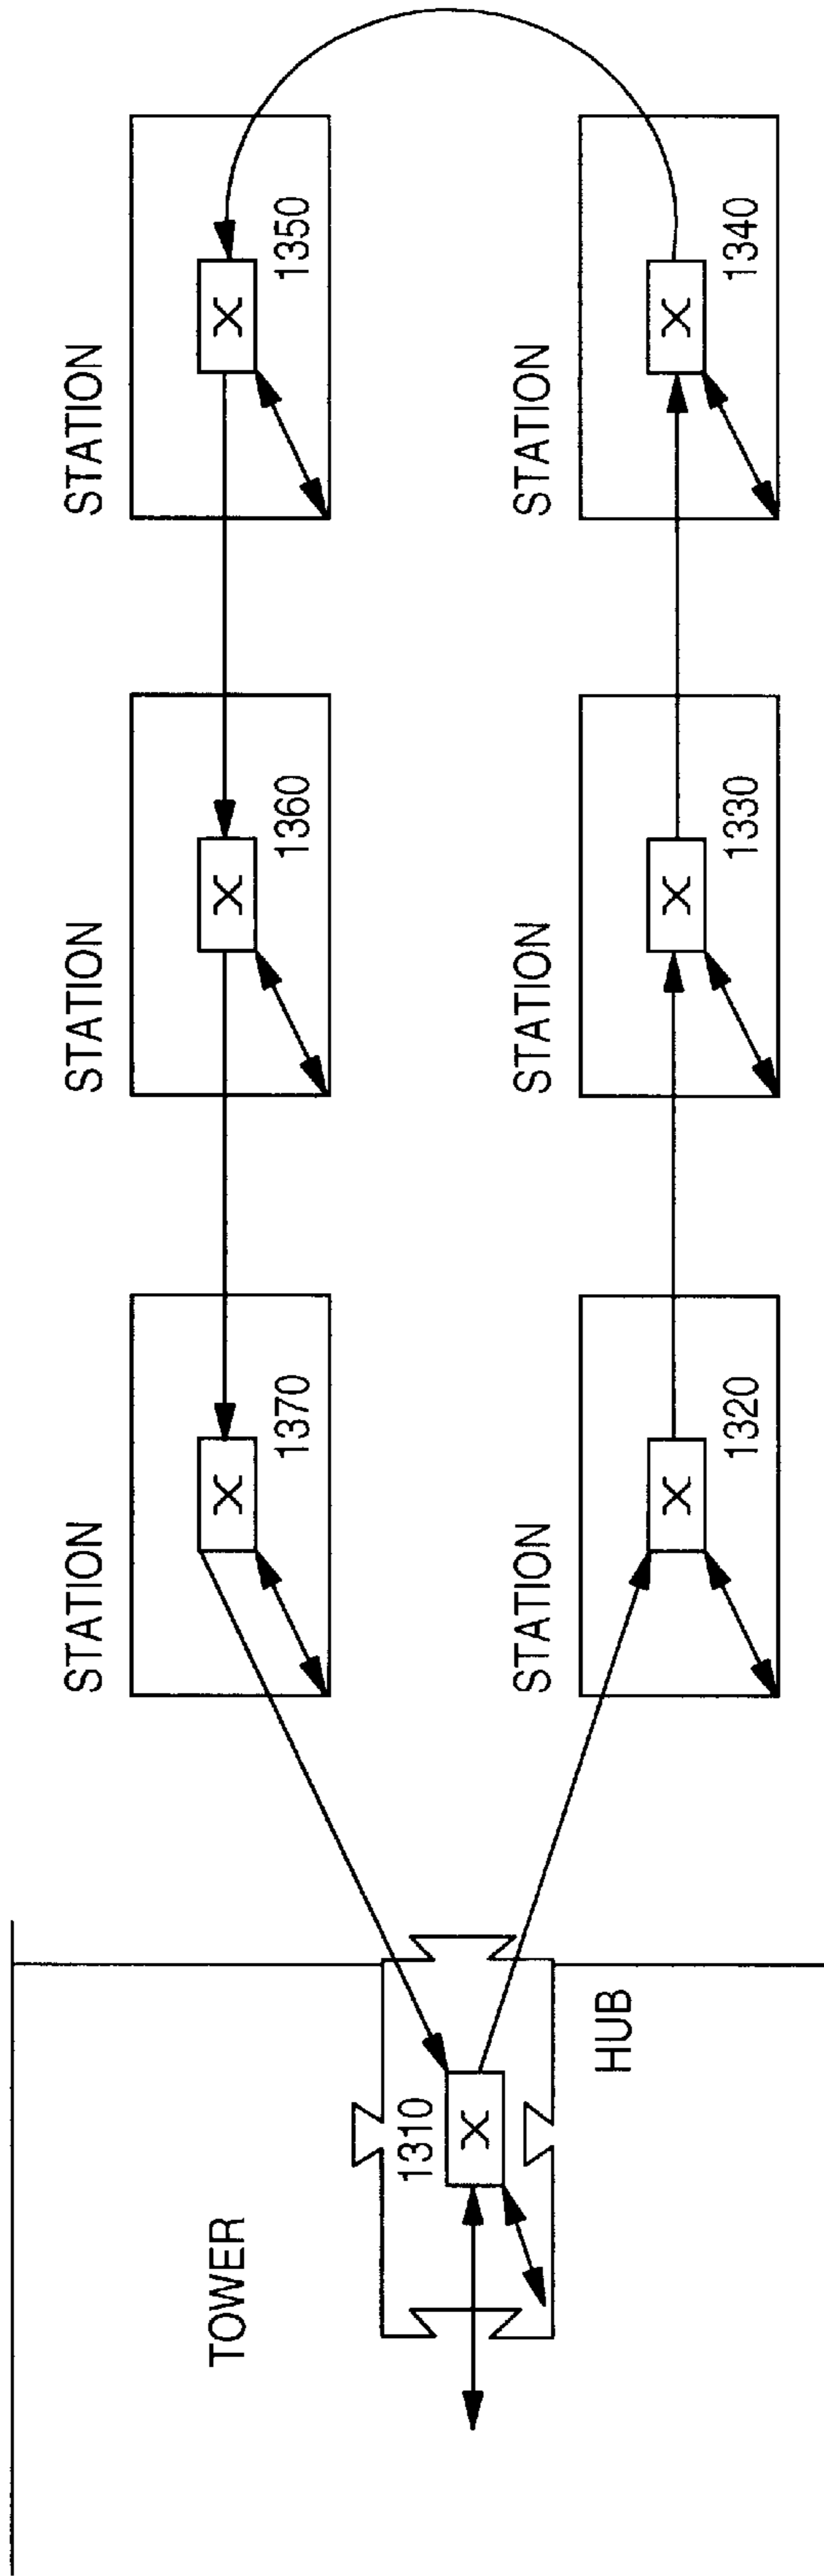 TOWER
1310
X
HUB
STATION
X
1370
STATION
X
1360
STATION
X
1350
STATION
X
1320
STATION
X
1330
STATION
X
1340